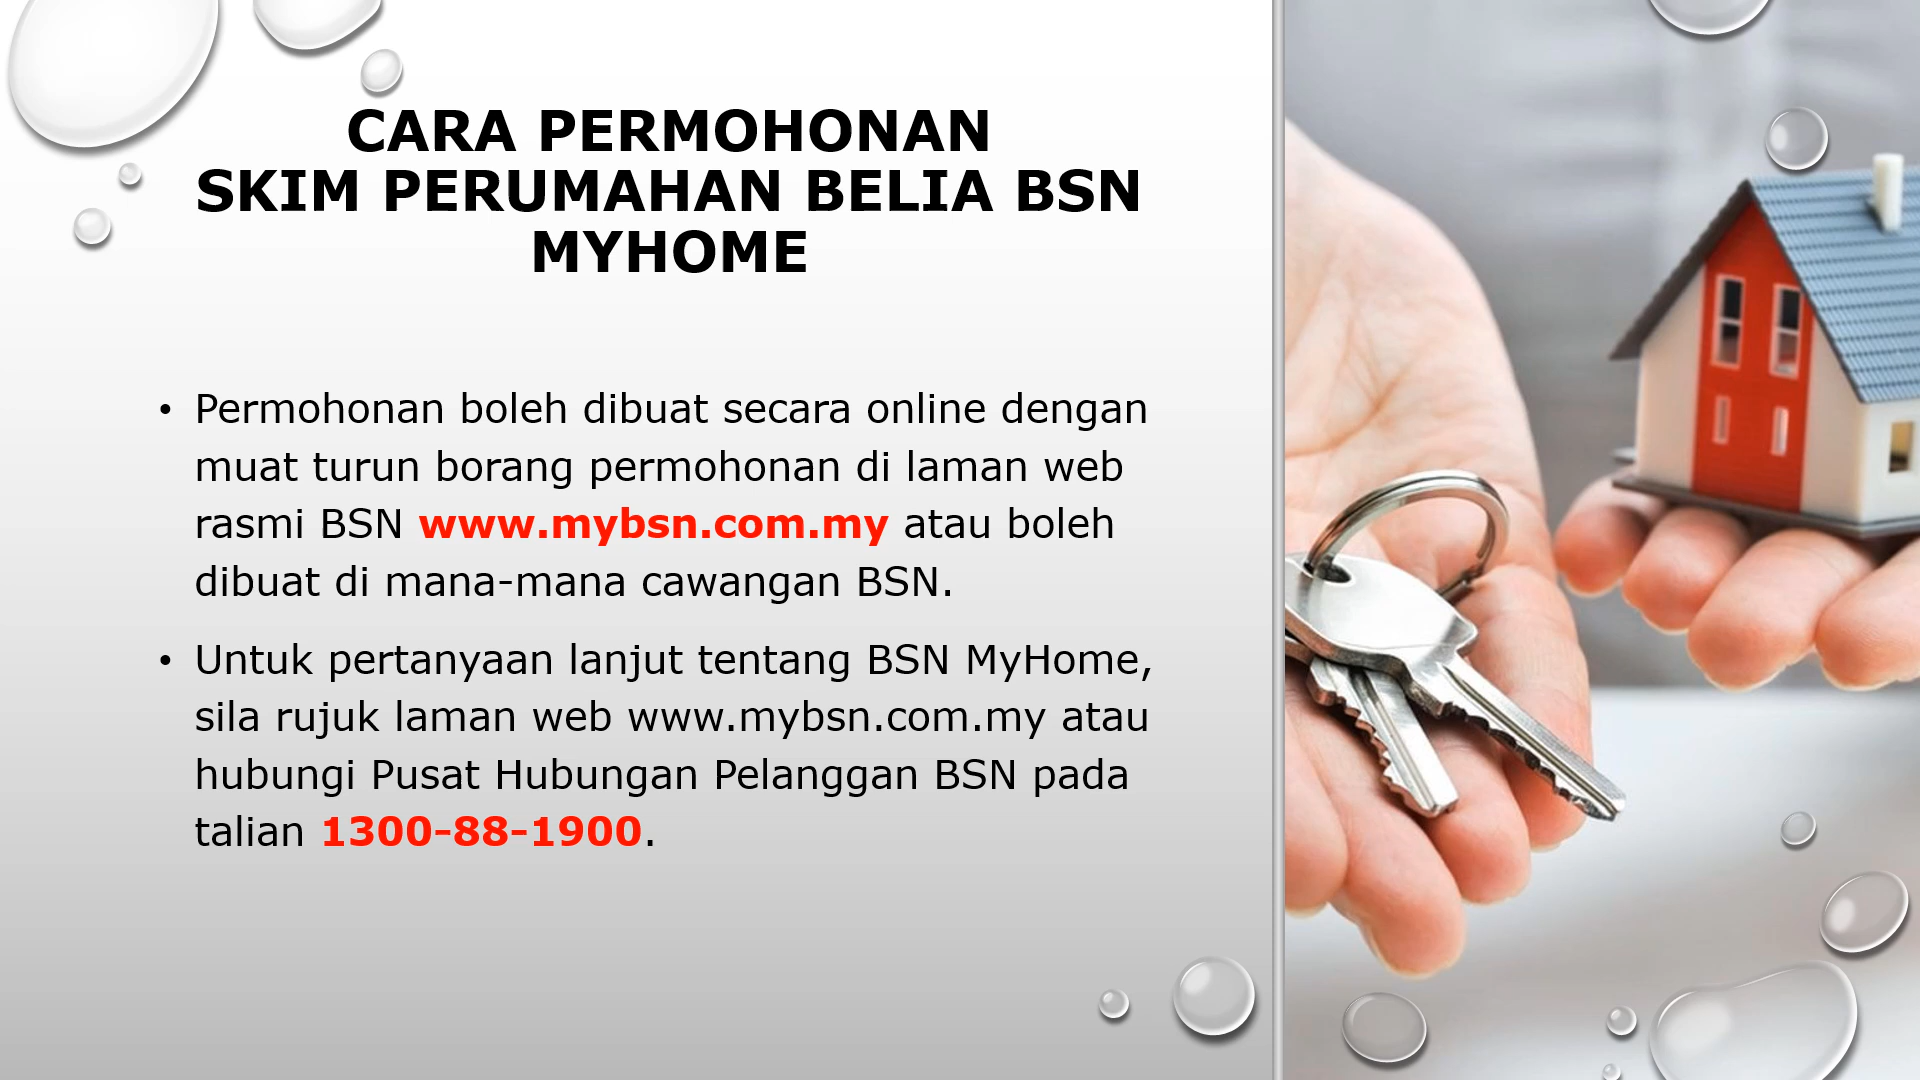 CARA PERMOHONAN
SKIM PERUMAHAN BELIA BSN
MYHOME
• Permohonan boleh dibuat secara online dengan
muat turun borang permohonan di laman web
rasmi BSN www.mybsn.com.my atau boleh
dibuat di mana-mana cawangan BSN.
• Untuk pertanyaan lanjut tentang BSN MyHome,
sila rujuk laman web www.mybsn.com.my atau
hubungi Pusat Hubungan Pelanggan BSN pada
talian 1300-88-1900.